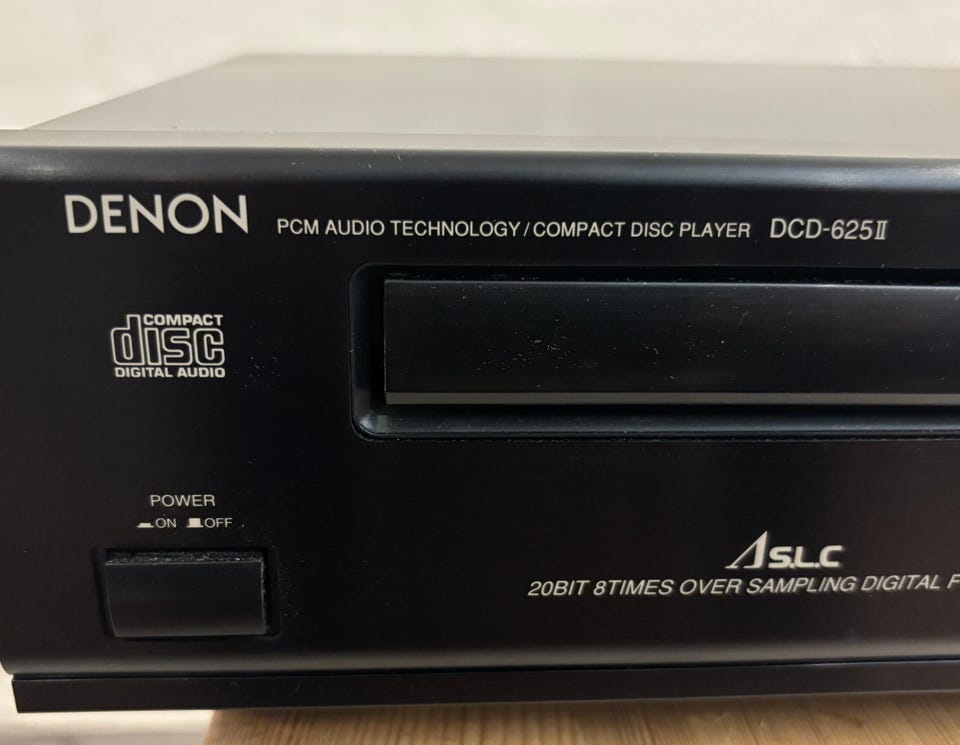 DENON PCM AUDIO TECHNOLOGY/COMPACT DISC PLAYER DCD-625II
COMPACT
disc
DIGITAL AUDIO
POWER
ON OFF
A S.L.C
20BIT 8TIMES OVER SAMPLING DIGITAL F